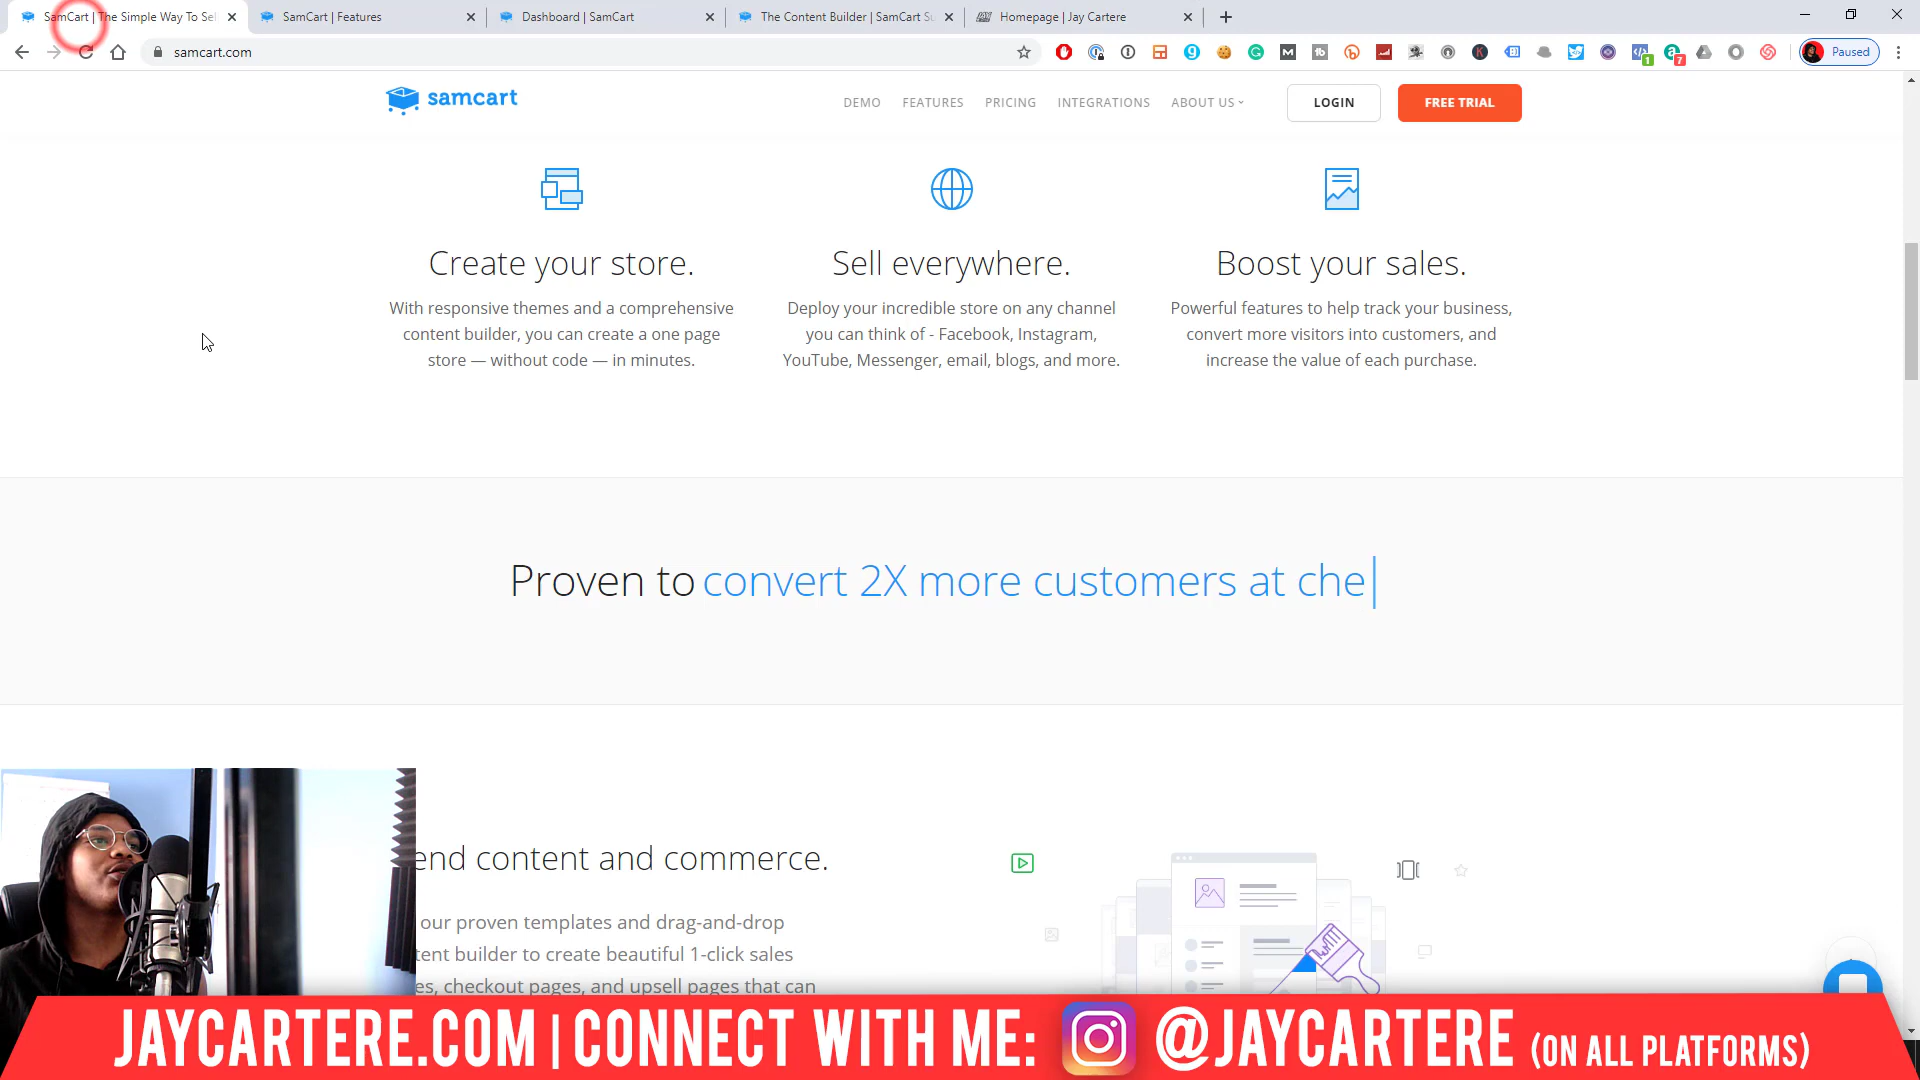 SamCart | The Simple Way To Sel
SamCart | Features
Dashboard | SamCart
The Content Builder | SamCart Su
Homepage | Jay Cartere
samcart.com
Paused
samcart
DEMO
FEATURES
PRICING
INTEGRATIONS
ABOUT US
LOGIN
FREE TRIAL
Create your store.
With responsive themes and a comprehensive
content builder, you can create a one page
store — without code — in minutes.
Sell everywhere.
Deploy your incredible store on any channel
you can think of - Facebook, Instagram,
YouTube, Messenger, email, blogs, and more.
Boost your sales.
Powerful features to help track your business,
convert more visitors into customers, and
increase the value of each purchase.
Proven to convert 2X more customers at che
end content and commerce.
our proven templates and drag-and-drop
tent builder to create beautiful 1-click sales
es, checkout pages, and upsell pages that can
JAYCARTERE.COM | CONNECT WITH ME: @JAYCARTERE (ON ALL PLATFORMS)